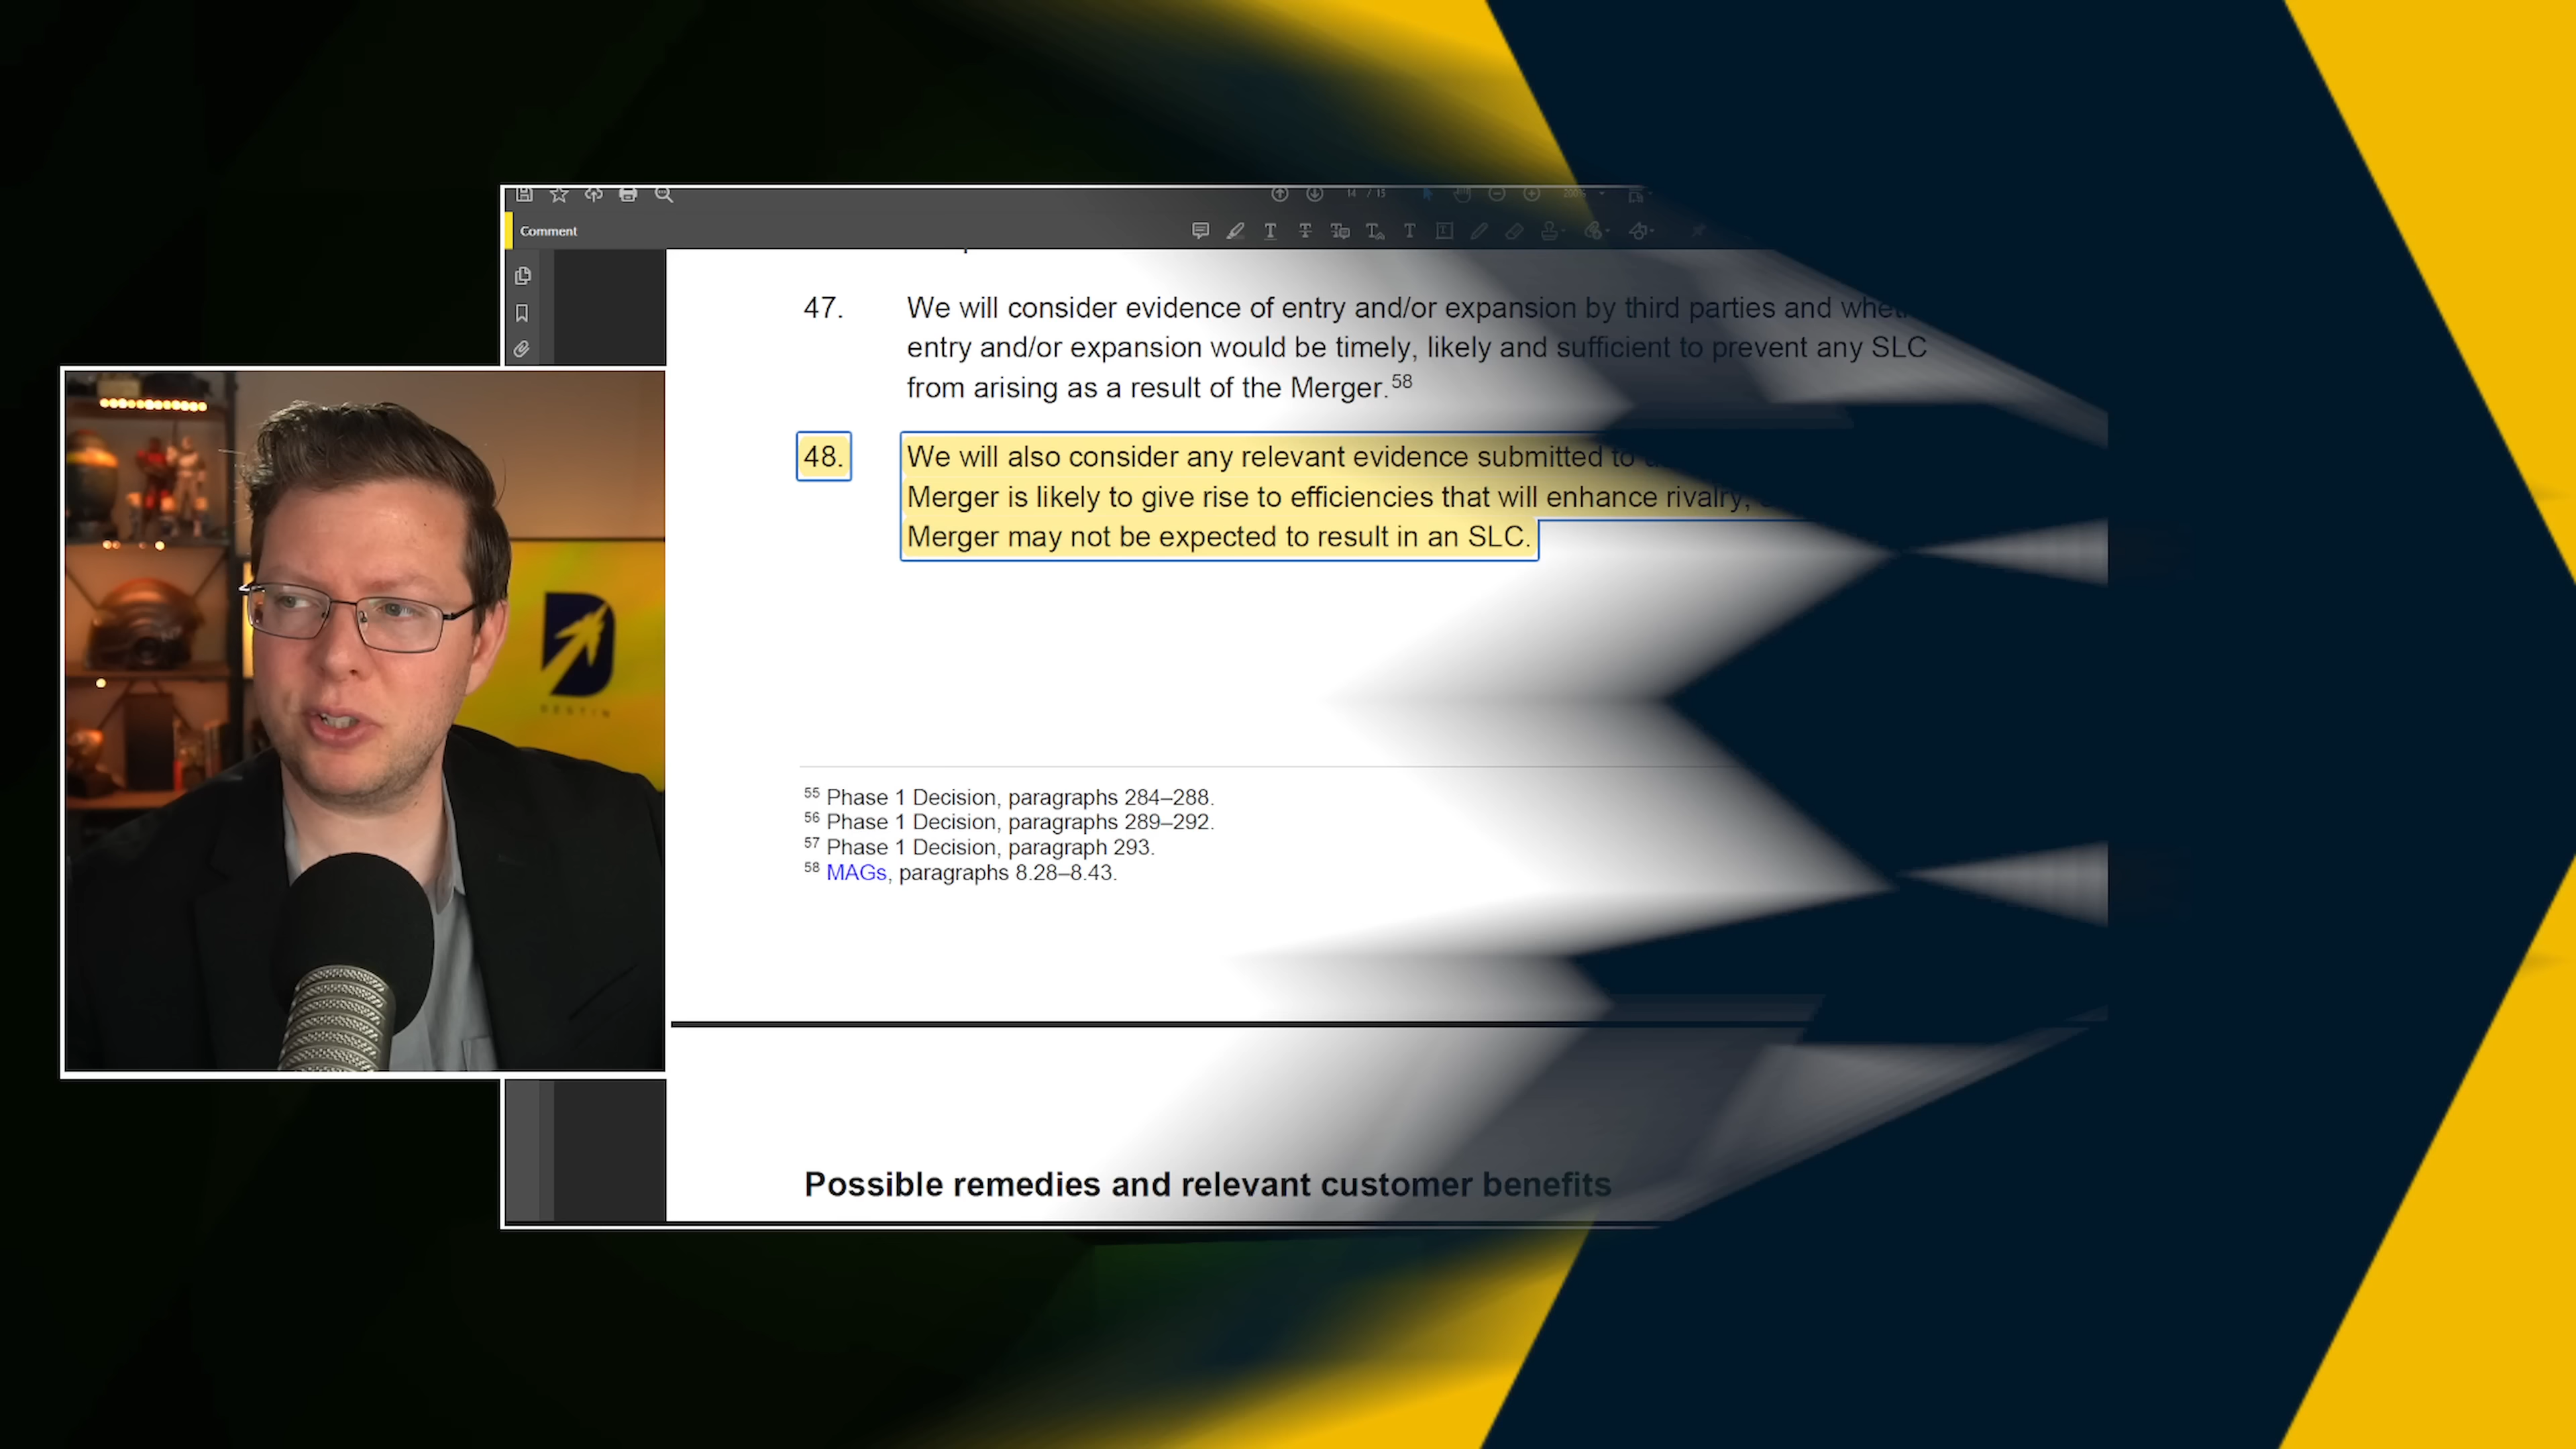 14 / 15
200%
Comment
47. We will consider evidence of entry and/or expansion by third parties and
entry and/or expansion would be timely, likely and sufficient to prevent any SLC
from arising as a result of the Merger.58
48. We will also consider any relevant evidence submitted to
Merger is likely to give rise to efficiencies that will enhance rivalry,
Merger may not be expected to result in an SLC.
DESTIN
55 Phase 1 Decision, paragraphs 284–288.
56 Phase 1 Decision, paragraphs 289–292.
57 Phase 1 Decision, paragraph 293.
58 MAGs, paragraphs 8.28–8.43.
Possible remedies and relevant customer benefits